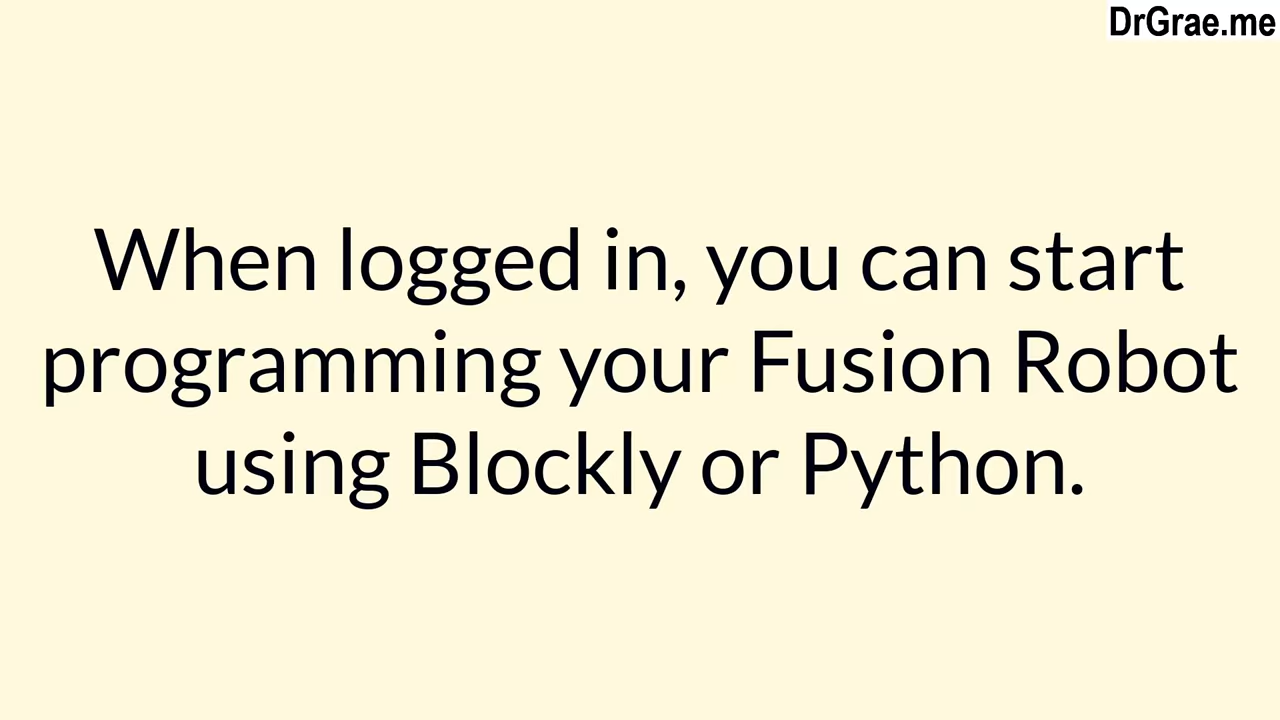 DrGrae.me
When logged in, you can start
programming your Fusion Robot
using Blockly or Python.